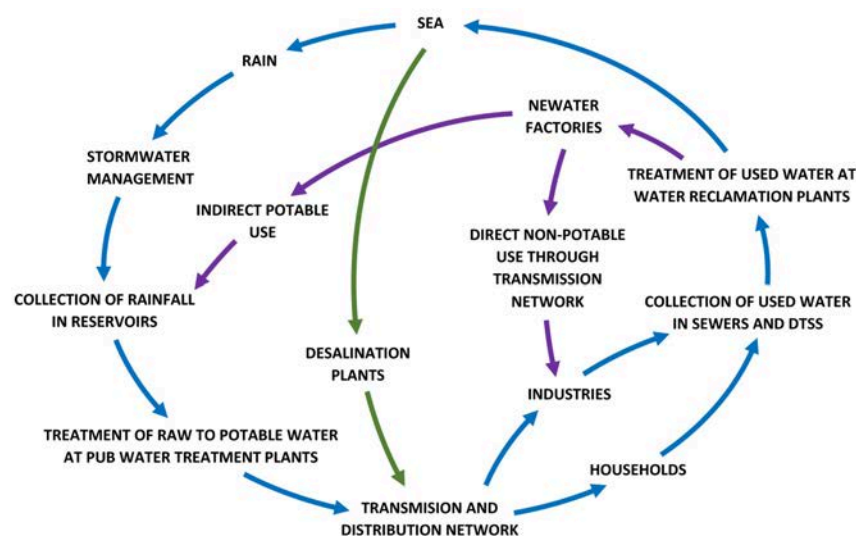 SEA
RAIN
NEWATER
FACTORIES
STORMWATER
MANAGEMENT
TREATMENT OF USED WATER AT
WATER RECLAMATION PLANTS
INDIRECT POTABLE
USE
DIRECT NON-POTABLE
USE THROUGH
TRANSMISSION
NETWORK
COLLECTION OF RAINFALL
IN RESERVOIRS
COLLECTION OF USED WATER
IN SEWERS AND DTSS
DESALINATION
PLANTS
INDUSTRIES
TREATMENT OF RAW TO POTABLE WATER
AT PUB WATER TREATMENT PLANTS
HOUSEHOLDS
TRANSMISION AND
DISTRIBUTION NETWORK